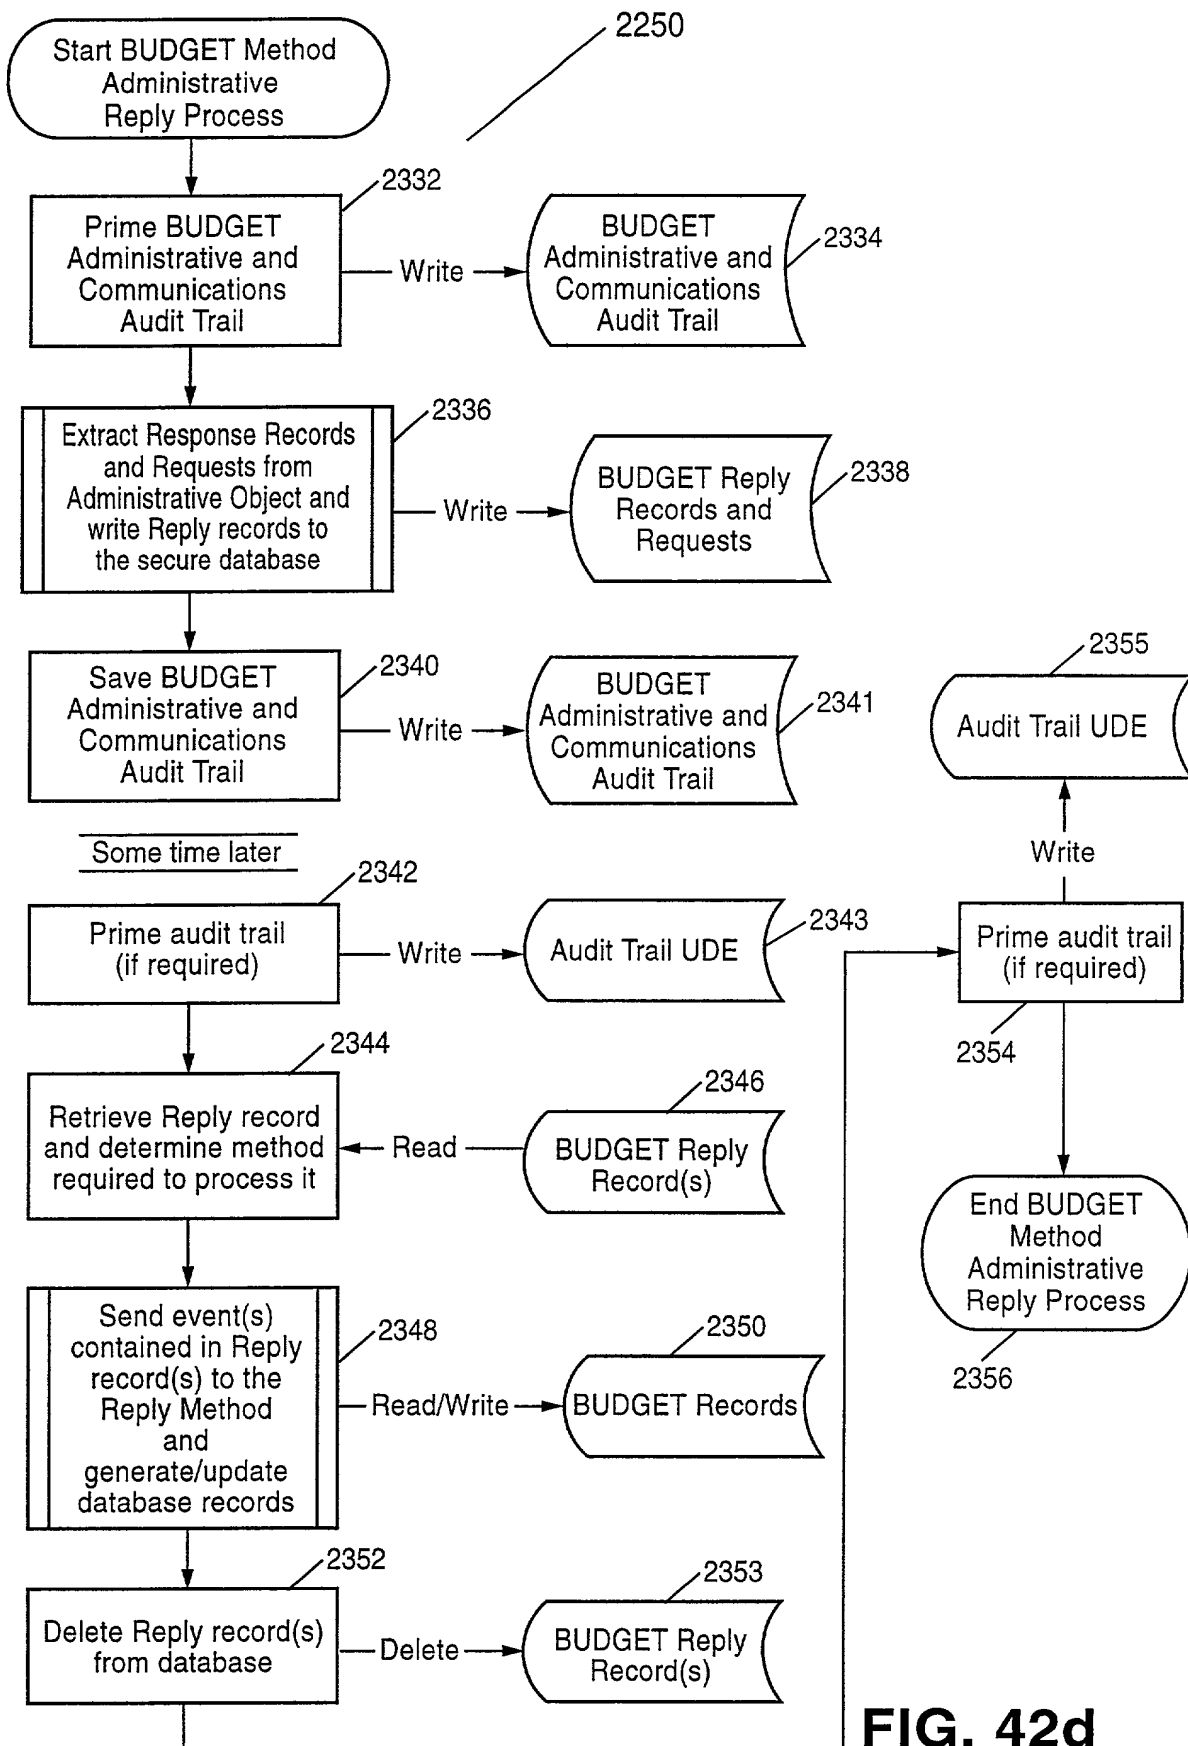 Start BUDGET Method
Administrative
Reply Process
2250
2332
Prime BUDGET
Administrative and
Communications
Audit Trail
Write
BUDGET
Administrative and
Communications
Audit Trail
2334
2336
Extract Response Records
and Requests from
Administrative Object and
write Reply records to
the secure database
Write
BUDGET Reply
Records and
Requests
2338
2340
Save BUDGET
Administrative and
Communications
Audit Trail
Write
BUDGET
Administrative and
Communications
Audit Trail
2341
Some time later
2342
Prime audit trail
(if required)
Write
Audit Trail UDE
2343
2344
Retrieve Reply record
and determine method
required to process it
Read
2346
BUDGET Reply
Record(s)
Send event(s)
contained in Reply
record(s) to the
Reply Method
and
generate/update
database records
2348
Read/Write
2350
BUDGET Records
2352
Delete Reply record(s)
from database
Delete
2353
BUDGET Reply
Record(s)
2355
Audit Trail UDE
Write
Prime audit trail
(if required)
2354
End BUDGET
Method
Administrative
Reply Process
2356
FIG. 42d